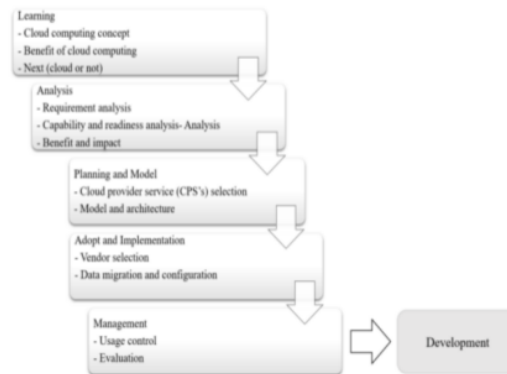 Learning
- Cloud computing concept
- Benefit of cloud computing
- Next (cloud or not)
Analysis
- Requirement analysis
- Capability and readiness analysis- Analysis
- Benefit and impact
Planning and Model
- Cloud provider service (CPS's) selection
- Model and architecture
Adopt and Implementation
- Vendor selection
- Data migration and configuration
Management
- Usage control
- Evaluation
Development